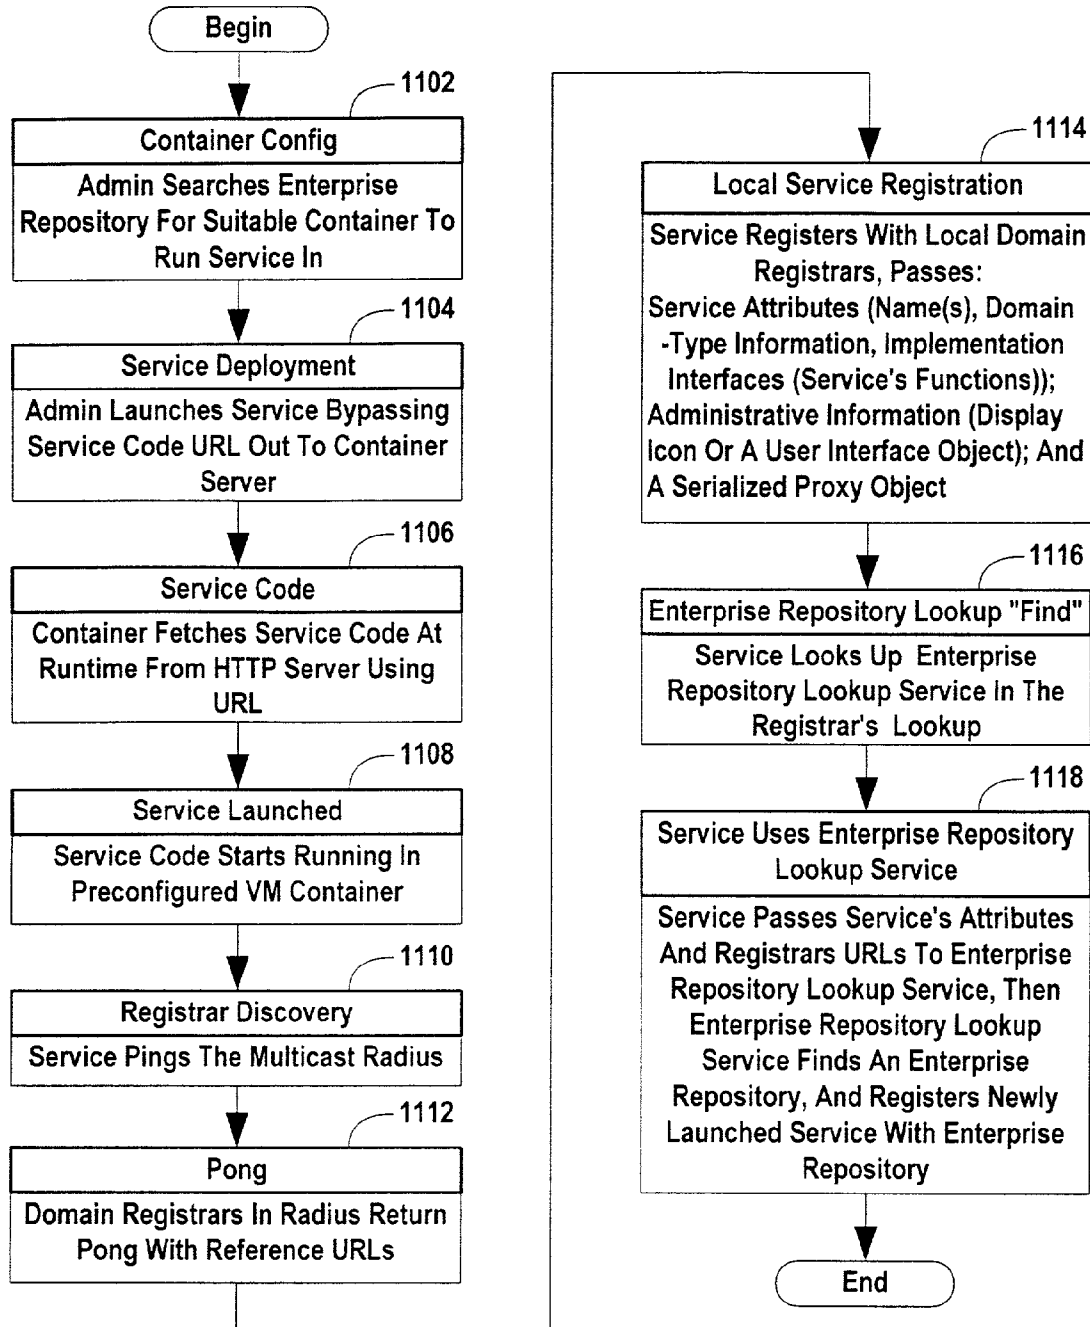 Begin
1102
Container Config
Admin Searches Enterprise
Repository For Suitable Container To
Run Service In
1104
Service Deployment
Admin Launches Service Bypassing
Service Code URL Out To Container
Server
1106
Service Code
Container Fetches Service Code At
Runtime From HTTP Server Using
URL
1108
Service Launched
Service Code Starts Running In
Preconfigured VM Container
1110
Registrar Discovery
Service Pings The Multicast Radius
1112
Pong
Domain Registrars In Radius Return
Pong With Reference URLs
1114
Local Service Registration
Service Registers With Local Domain
Registrars, Passes:
Service Attributes (Name(s), Domain
-Type Information, Implementation
Interfaces (Service's Functions));
Administrative Information (Display
Icon Or A User Interface Object); And
A Serialized Proxy Object
1116
Enterprise Repository Lookup "Find"
Service Looks Up Enterprise
Repository Lookup Service In The
Registrar's Lookup
1118
Service Uses Enterprise Repository
Lookup Service
Service Passes Service's Attributes
And Registrars URLs To Enterprise
Repository Lookup Service, Then
Enterprise Repository Lookup
Service Finds An Enterprise
Repository, And Registers Newly
Launched Service With Enterprise
Repository
End